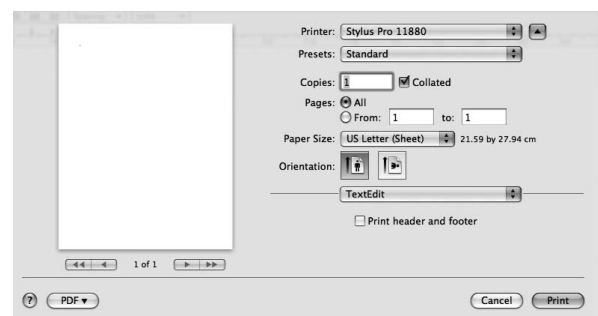 Printer: Stylus Pro 11880
Presets: Standard
Copies: 1 Collated
Pages: All
From: 1 to: 1
Paper Size: US Letter (Sheet) 21.59 by 27.94 cm
Orientation:
TextEdit
Print header and footer
1 of 1
? PDF Cancel Print